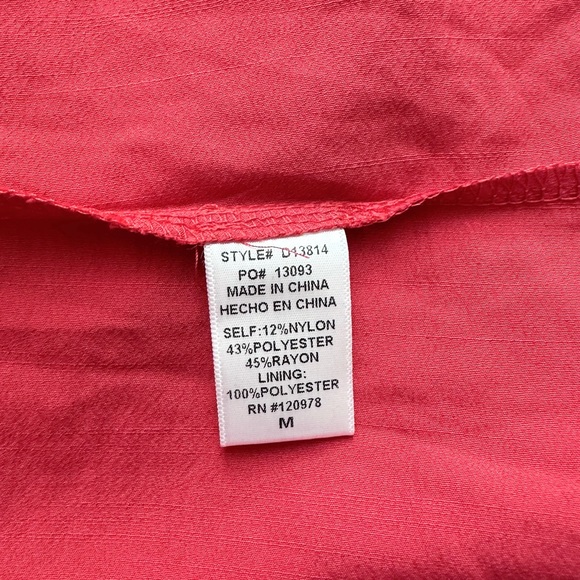 STYLE# D13814
PO# 13093
MADE IN CHINA
HECHO EN CHINA
SELF:12%NYLON
43%POLYESTER
45%RAYON
LINING:
100%POLYESTER
RN #120978
M